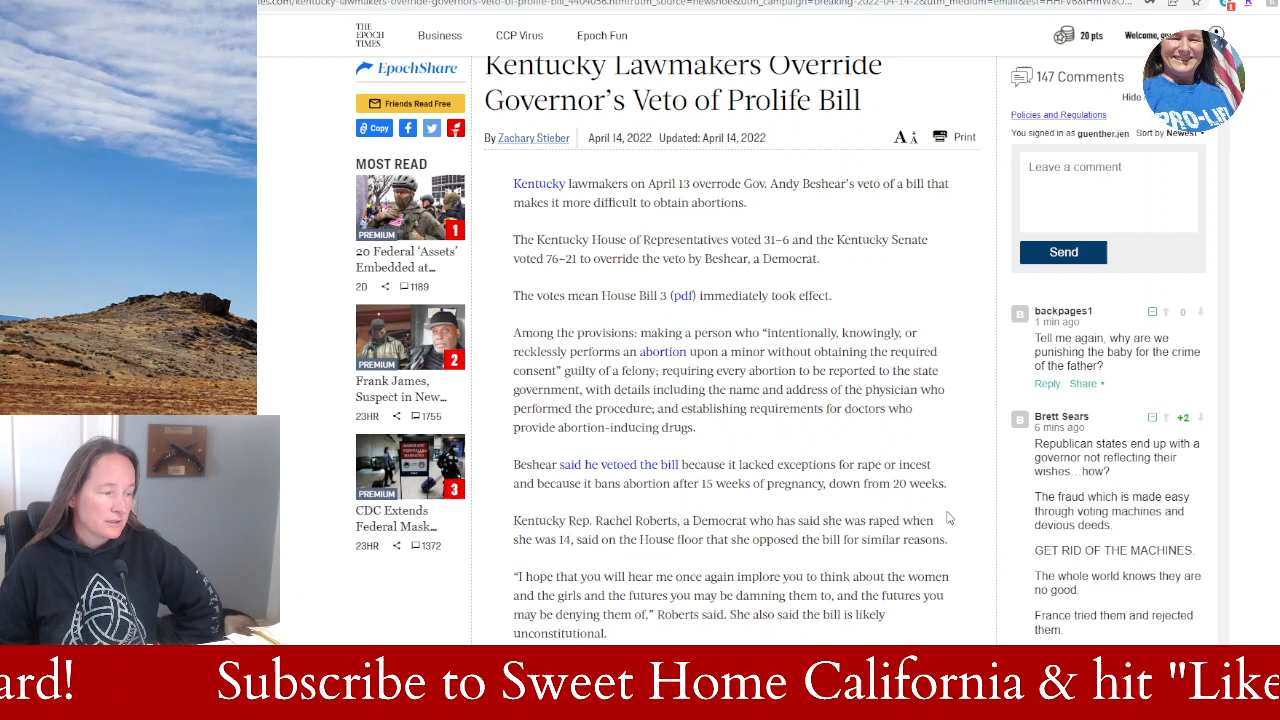 THE
EPOCH
TIMES
Business
CCP Virus
Epoch Fun
20 pts
EpochShare
Friends Read Free
Copy
MOST READ
PREMIUM
1
20 Federal ‘Assets’
Embedded at...
2D
1189
PREMIUM
2
Frank James,
Suspect in New...
23HR
1755
PREMIUM
3
CDC Extends
Federal Mask...
23HR
1372
Kentucky Lawmakers Override
Governor’s Veto of Prolife Bill
By Zachary Stieber
April 14, 2022 Updated: April 14, 2022
A A
Print
Kentucky lawmakers on April 13 overrode Gov. Andy Beshear’s veto of a bill that
makes it more difficult to obtain abortions.
The Kentucky House of Representatives voted 31–6 and the Kentucky Senate
voted 76–21 to override the veto by Beshear, a Democrat.
The votes mean House Bill 3 (pdf) immediately took effect.
Among the provisions: making a person who “intentionally, knowingly, or
recklessly performs an abortion upon a minor without obtaining the required
consent” guilty of a felony; requiring every abortion to be reported to the state
government, with details including the name and address of the physician who
performed the procedure; and establishing requirements for doctors who
provide abortion-inducing drugs.
Beshear said he vetoed the bill because it lacked exceptions for rape or incest
and because it bans abortion after 15 weeks of pregnancy, down from 20 weeks.
Kentucky Rep. Rachel Roberts, a Democrat who has said she was raped when
she was 14, said on the House floor that she opposed the bill for similar reasons.
“I hope that you will hear me once again implore you to think about the women
and the girls and the futures you may be damning them to, and the futures you
may be denying them of,” Roberts said. She also said the bill is likely
unconstitutional.
147 Comments
Hide
PRO-LIF
Policies and Regulations
You signed in as guenther.jen Sort by Newest
Leave a comment
Send
B
backpages1
0
1 min ago
Tell me again, why are we
punishing the baby for the crime
of the father?
Reply Share
B
Brett Sears
+2
6 mins ago
Republican states end up with a
governor not reflecting their
wishes…how?
The fraud which is made easy
through voting machines and
devious deeds.
GET RID OF THE MACHINES.
The whole world knows they are
no good.
France tried them and rejected
them.
ard! Subscribe to Sweet Home California & hit "Like